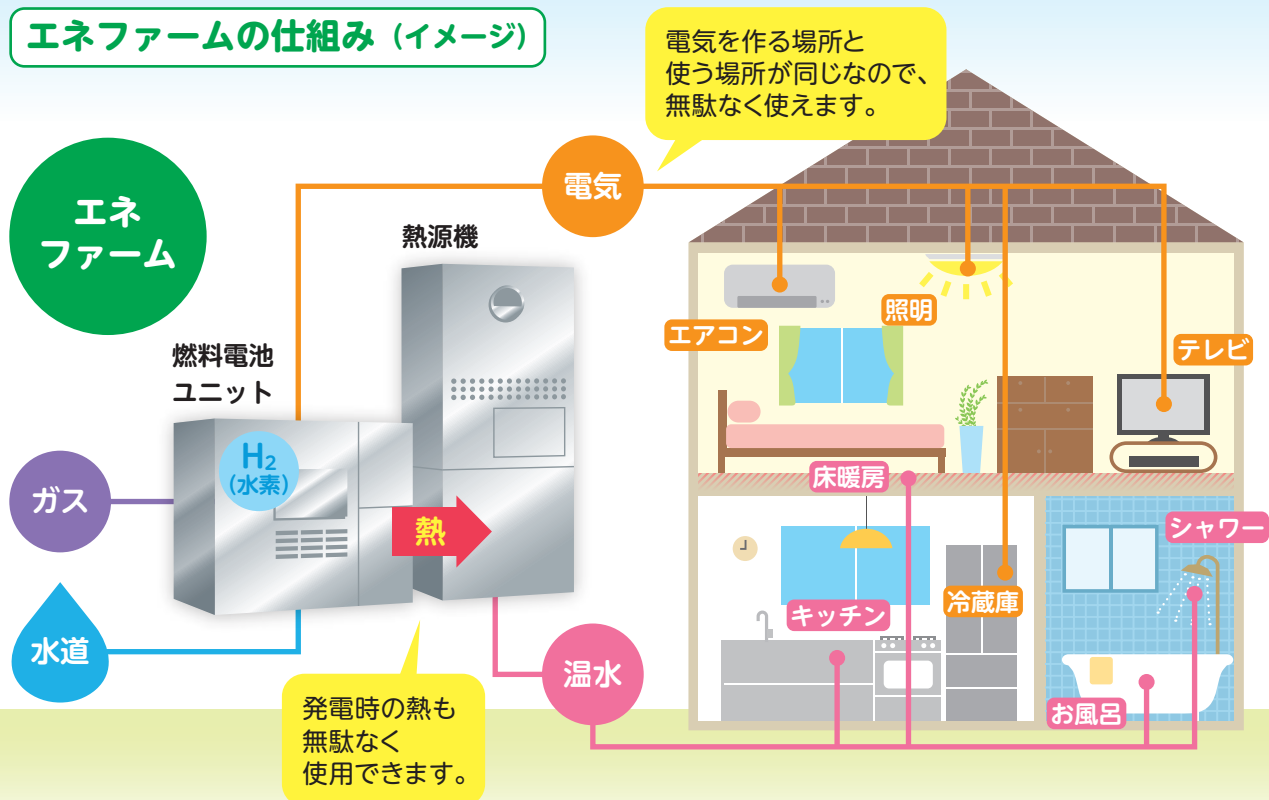 エネファームの仕組み（イメージ）
電気を作る場所と
使う場所が同じなので、
無駄なく使えます。
エネ
ファーム
電気
熱源機
燃料電池
ユニット
H2
(水素)
ガス
熱
水道
温水
発電時の熱も
無駄なく
使用できます。
エアコン
照明
テレビ
床暖房
シャワー
キッチン
冷蔵庫
お風呂